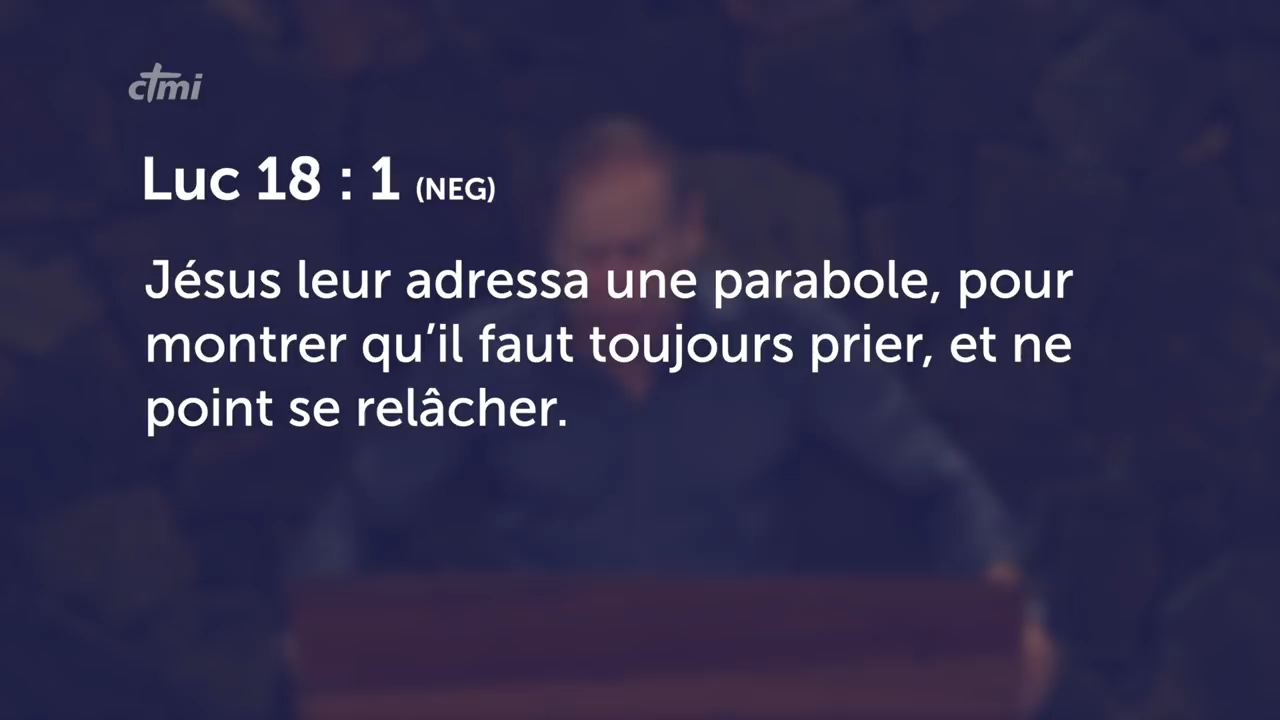 ctmi
Luc 18 : 1 (NEG)
Jésus leur adressa une parabole, pour
montrer qu’il faut toujours prier, et ne
point se relâcher.